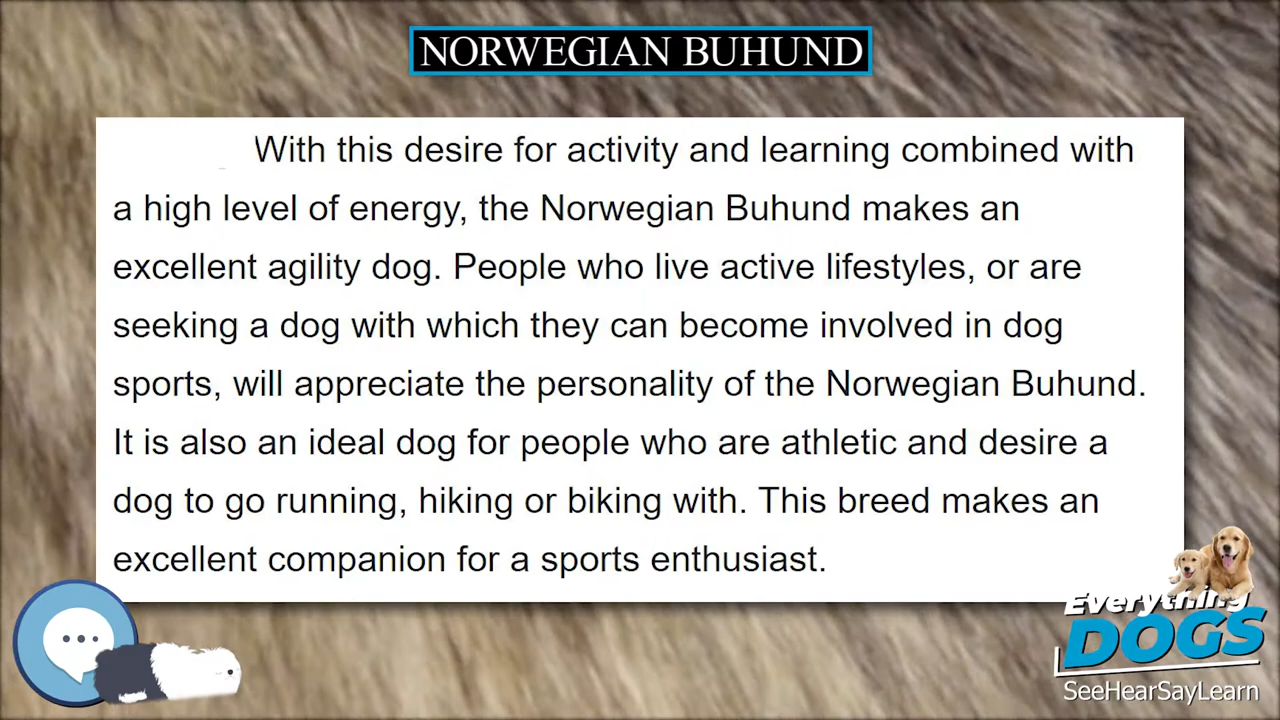 NORWEGIAN BUHUND
With this desire for activity and learning combined with
a high level of energy, the Norwegian Buhund makes an
excellent agility dog. People who live active lifestyles, or are
seeking a dog with which they can become involved in dog
sports, will appreciate the personality of the Norwegian Buhund.
It is also an ideal dog for people who are athletic and desire a
dog to go running, hiking or biking with. This breed makes an
excellent companion for a sports enthusiast.
Everything
DOGS
SeeHearSayLearn